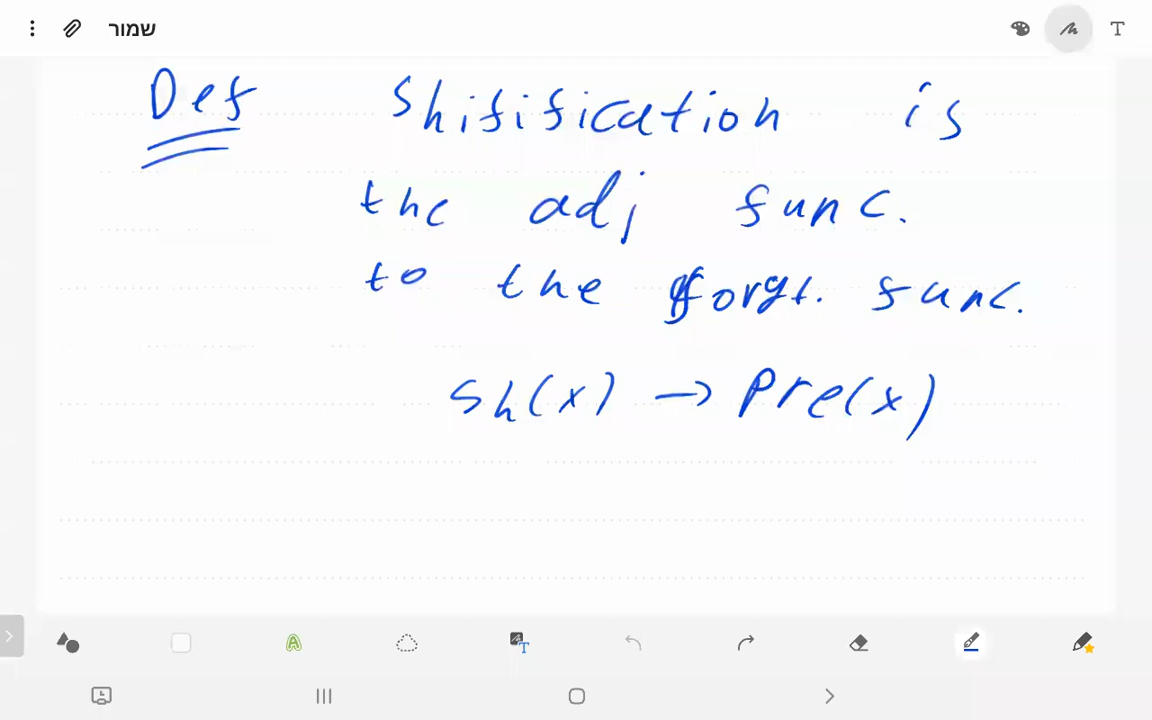 שמור
Def Shifification is
the adj func.
to the forgt. func.
Sh(x) → Pre(x)